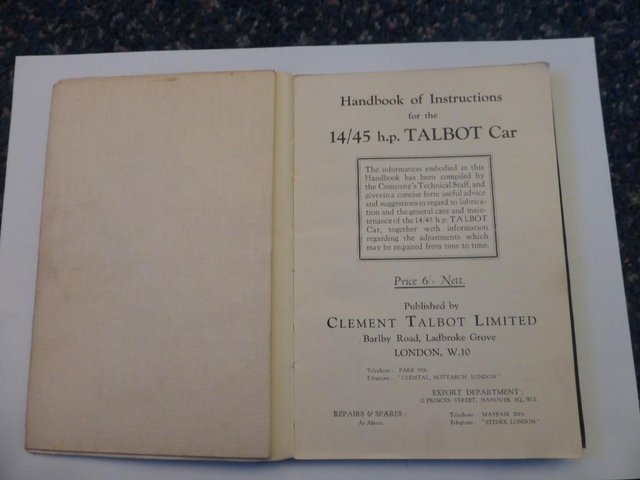 Handbook of Instructions
for the
14/45 h.p. TALBOT Car
The information embodied in this
Handbook has been compiled by
the Company's Technical Staff, and
gives in a concise form useful advice
and suggestions in regard to lubrica-
tion and the general care and main-
tenance of the 14/45 h p. TALBOT
Car, together with information
regarding the adjustments which
may be required from time to time.
Price 6/- Nett.
Published by
CLEMENT TALBOT LIMITED
Barlby Road, Ladbroke Grove
LONDON, W.10
Telephone: PARK
Telegrams: "CLEMTAL, NOTTARCH, LONDON."
EXPORT DEPARTMENT:
PRINCES STREET, HANOVER SQ., W.1.
REPAIRS & SPARES:
As Above.
Telephone: MAYFAIR
Telegrams: LONDON."